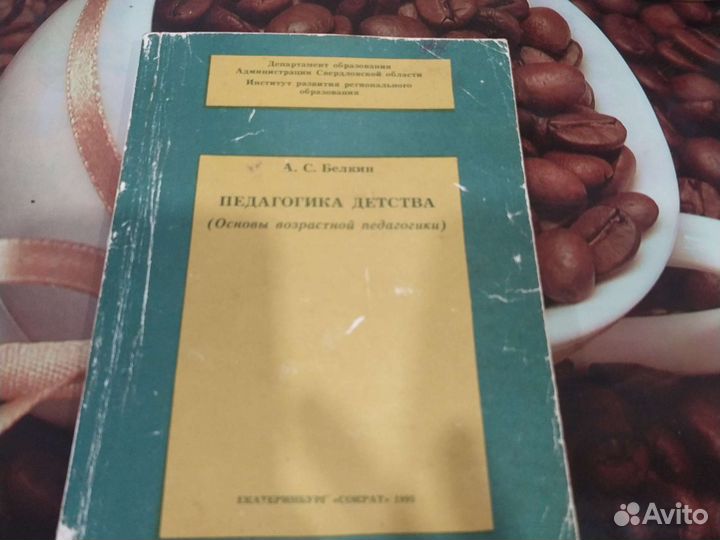 Департамент образования
Администрации Свердловской области
Институт развития регионального
образования
А. С. Белкин
ПЕДАГОГИКА ДЕТСТВА
(Основы возрастной педагогики)
ЕКАТЕРИНБУРГ «СОКРАТ» 1995
Avito